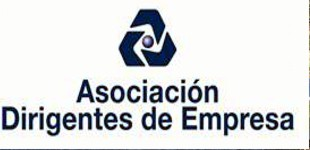 Asociación
Dirigentes de Empresa